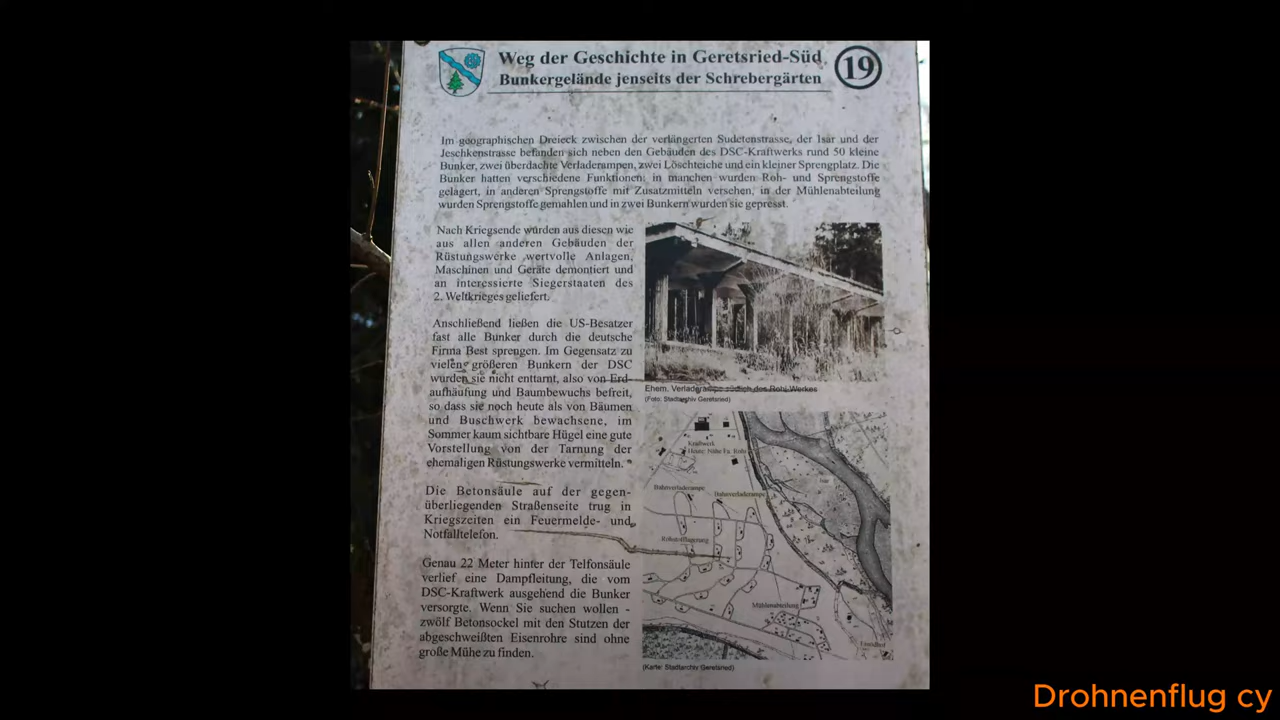 Weg der Geschichte in Geretsried-Süd
Bunkergelände jenseits der Schrebergärten
19
Im geographischen Dreieck zwischen der verlängerten Sudetenstrasse, der Isar und der
Jeschkenstrasse befanden sich neben den Gebäuden des DSC-Kraftwerks rund 50 kleine
Bunker, zwei überdachte Verladerampen, zwei Löschteiche und ein kleiner Sprengplatz. Die
Bunker hatten verschiedene Funktionen: in manchen wurden Roh- und Sprengstoffe
gelagert, in anderen Sprengstoffe mit Zusatzmitteln versehen, in der Mühlenabteilung
wurden Sprengstoffe gemahlen und in zwei Bunkern wurden sie gepresst.
Nach Kriegsende wurden aus diesen wie
aus allen anderen Gebäuden der
Rüstungswerke wertvolle Anlagen,
Maschinen und Geräte demontiert und
an interessierte Siegerstaaten des
2. Weltkrieges geliefert.
Anschließend ließen die US-Besatzer
fast alle Bunker durch die deutsche
Firma Best sprengen. Im Gegensatz zu
vielen größeren Bunkern der DSC
wurden sie nicht enttarnt, also von Erd-
aufhäufung und Baumbewuchs befreit,
so dass sie noch heute als von Bäumen
und Buschwerk bewachsene, im
Sommer kaum sichtbare Hügel eine gute
Vorstellung von der Tarnung der
ehemaligen Rüstungswerke vermitteln.
Die Betonsäule auf der gegen-
überliegenden Straßenseite trug in
Kriegszeiten ein Feuermelde- und
Notfalltelefon.
Genau 22 Meter hinter der Telfonsäule
verlief eine Dampfleitung, die vom
DSC-Kraftwerk ausgehend die Bunker
versorgte. Wenn Sie suchen wollen -
zwölf Betonsockel mit den Stutzen der
abgeschweißten Eisenrohre sind ohne
große Mühe zu finden.
Ehem. Verladerampe südlich des Rohi-Werkes
(Foto: Stadtarchiv Geretsried)
Kraftwerk
Heute: Nähe Fa. Rohi
Isar
Bahnverladerampe
Bahnverladerampe
Rohstofflagerung
Mühlenabteilung
(Karte: Stadtarchiv Geretsried)
Drohnenflug cy